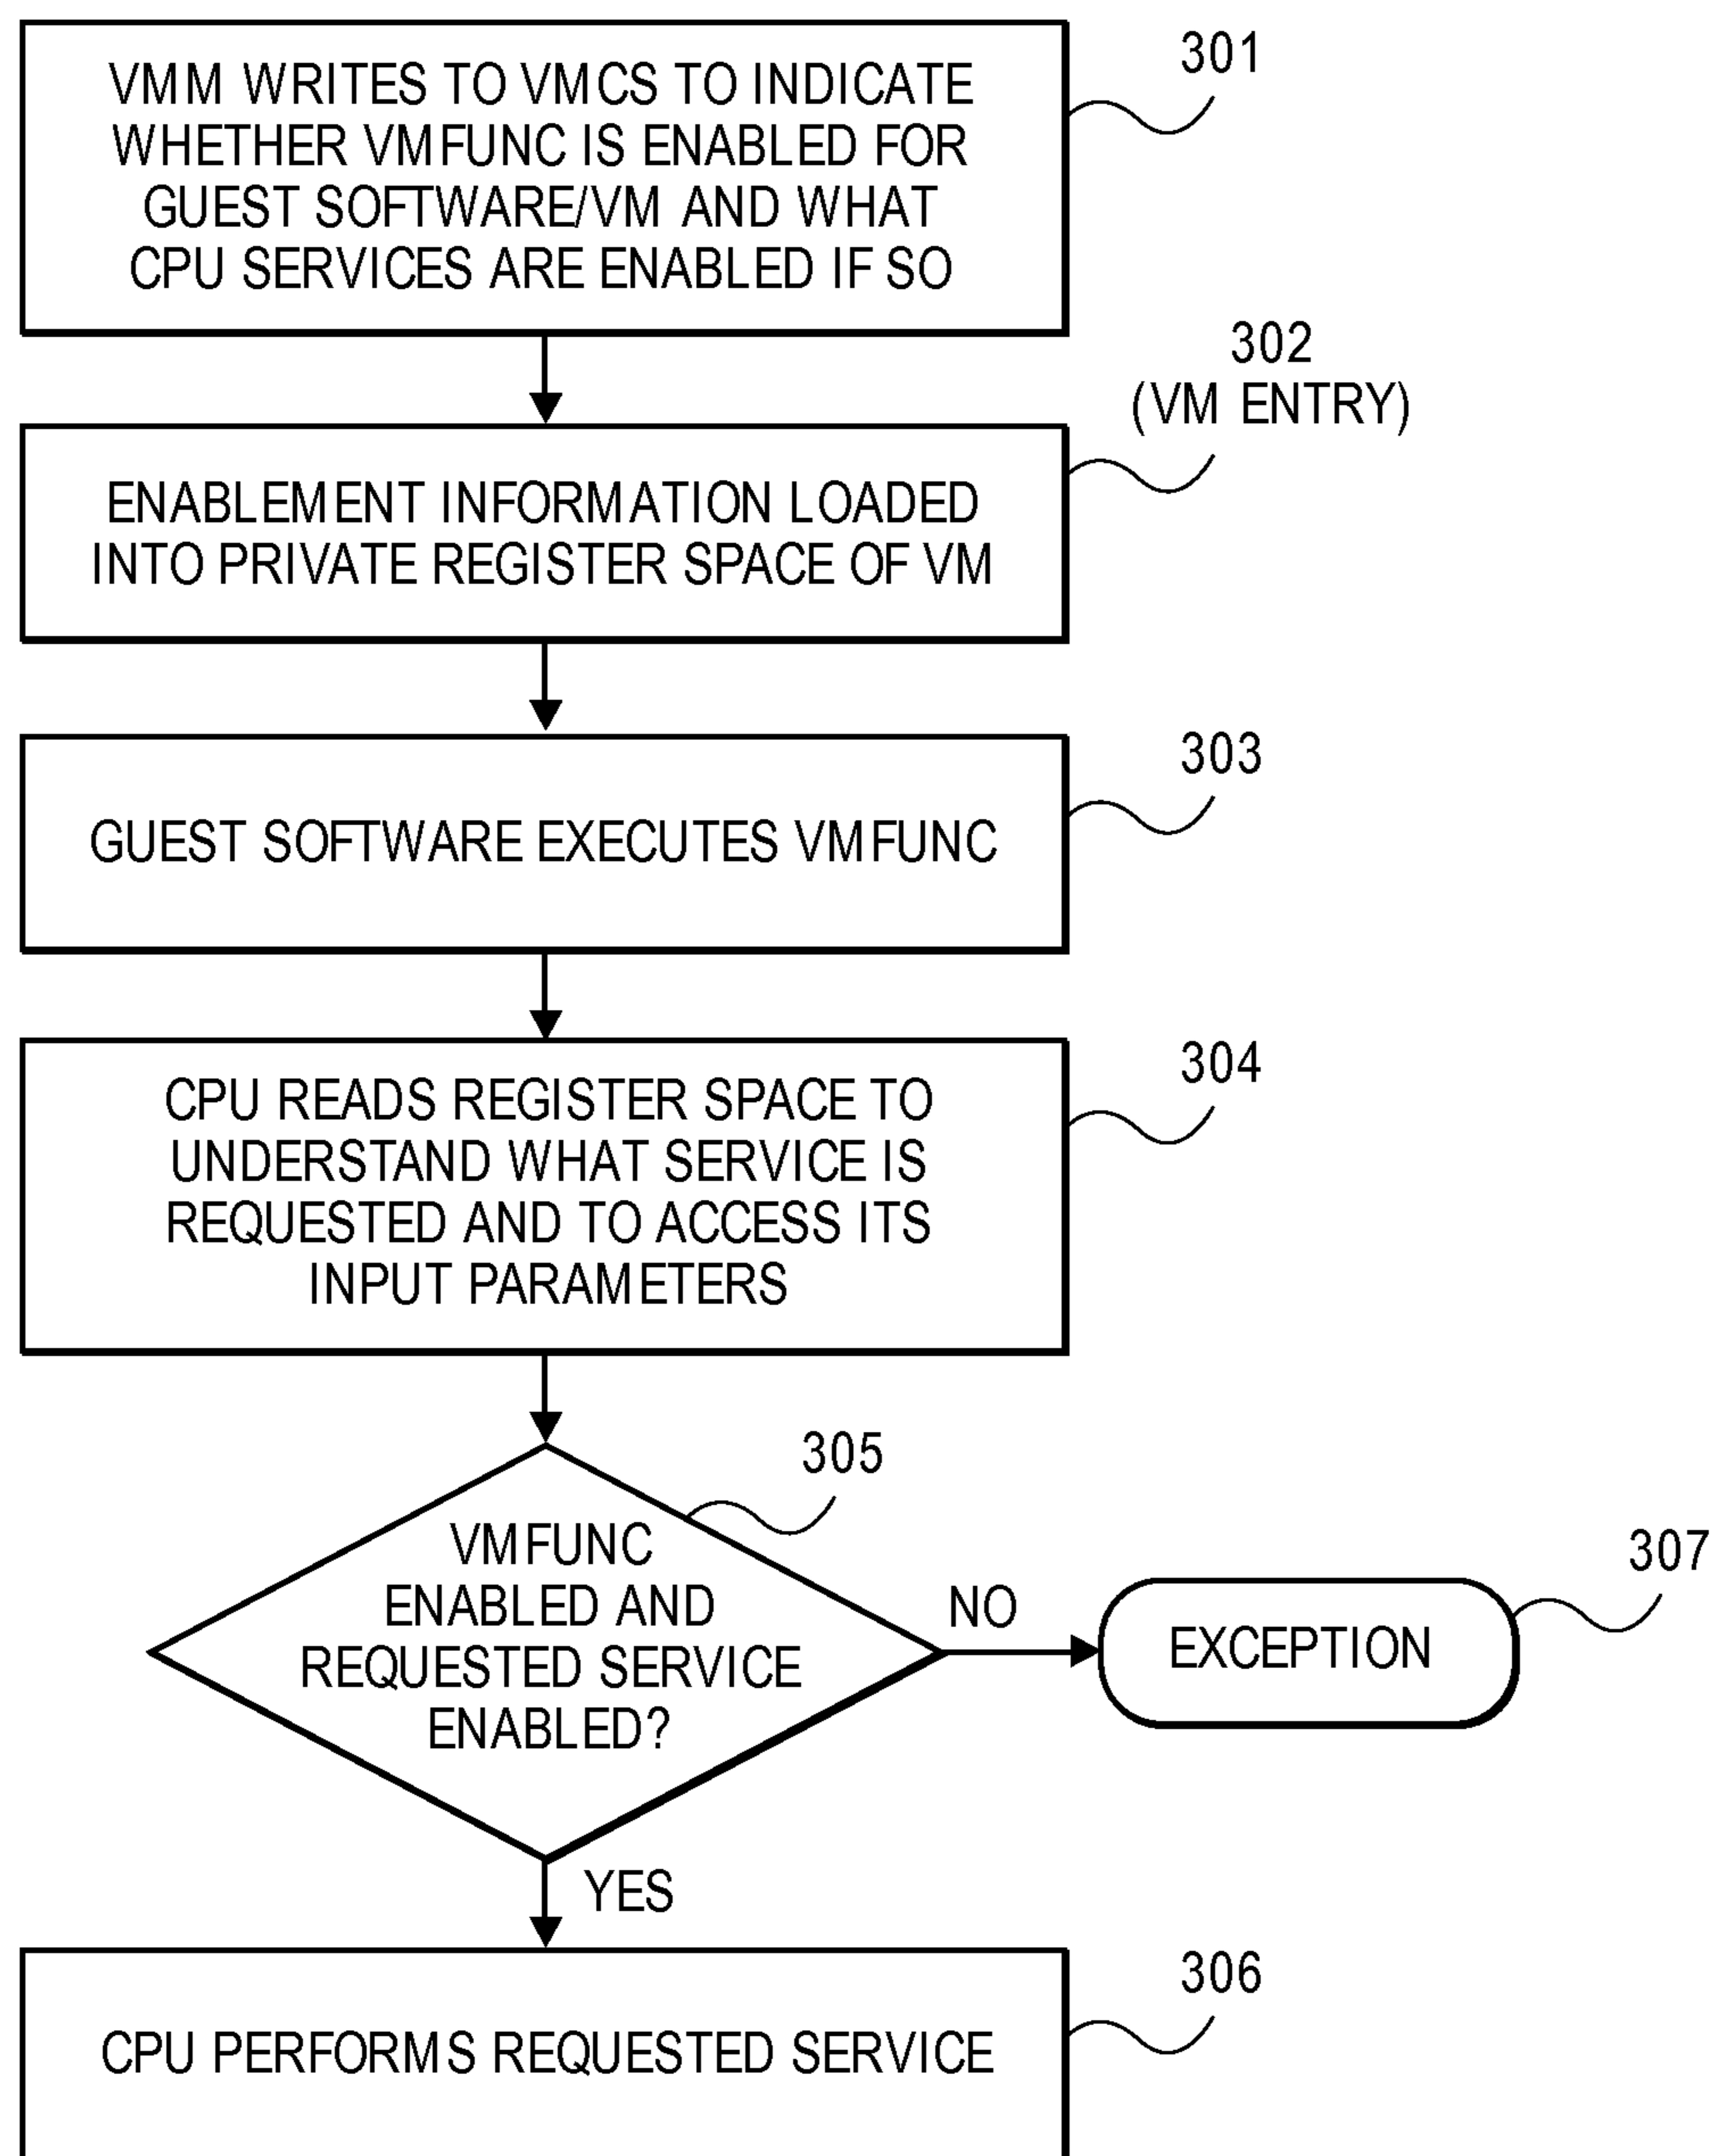 VMM WRITES TO VMCS TO INDICATE
WHETHER VMFUNC IS ENABLED FOR
GUEST SOFTWARE/VM AND WHAT
CPU SERVICES ARE ENABLED IF SO
301
302
(VM ENTRY)
ENABLEMENT INFORMATION LOADED
INTO PRIVATE REGISTER SPACE OF VM
303
GUEST SOFTWARE EXECUTES VMFUNC
304
CPU READS REGISTER SPACE TO
UNDERSTAND WHAT SERVICE IS
REQUESTED AND TO ACCESS ITS
INPUT PARAMETERS
305
VMFUNC
ENABLED AND
REQUESTED SERVICE
ENABLED?
NO
307
EXCEPTION
YES
306
CPU PERFORMS REQUESTED SERVICE